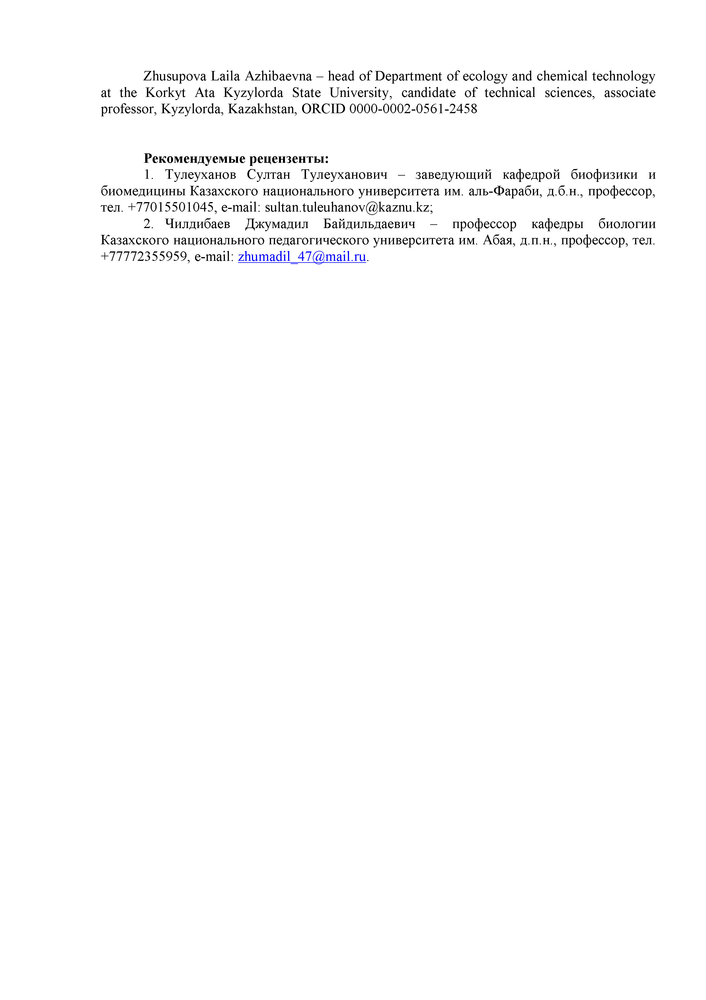 Zhusupova Laila Azhibaevna – head of Department of ecology and chemical technology
at the Korkyt Ata Kyzylorda State University, candidate of technical sciences, associate
professor, Kyzylorda, Kazakhstan, ORCID 0000-0002-0561-2458
Рекомендуемые рецензенты:
1. Тулеуханов Султан Тулеуханович – заведующий кафедрой биофизики и
биомедицины Казахского национального университета им. аль-Фараби, д.б.н., профессор,
тел. +77015501045, e-mail: sultan.tuleuhanov@kaznu.kz;
2. Чилдибаев Джумадил Байдильдаевич – профессор кафедры биологии
Казахского национального педагогического университета им. Абая, д.п.н., профессор, тел.
+77772355959, e-mail: zhumadil_47@mail.ru.